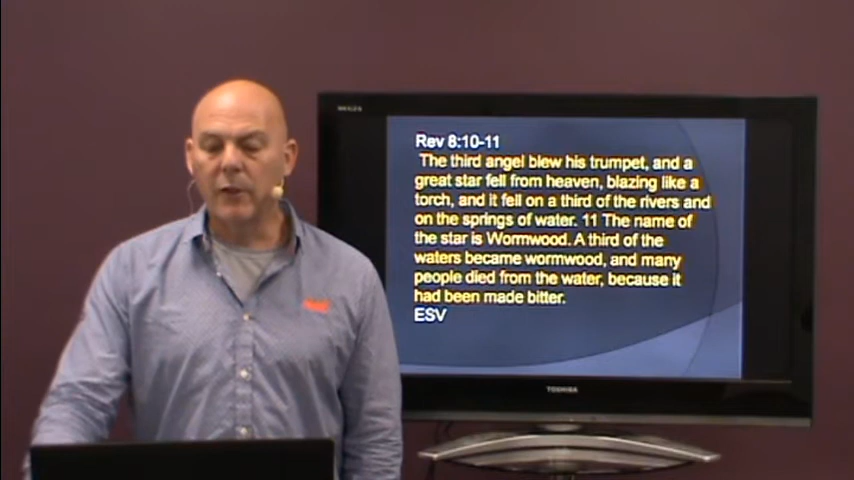 Rev 8:10-11
The third angel blew his trumpet, and a
great star fell from heaven, blazing like a
torch, and it fell on a third of the rivers and
on the springs of water. 11 The name of
the star is Wormwood. A third of the
waters became wormwood, and many
people died from the water, because it
had been made bitter.
ESV
TOSHIBA